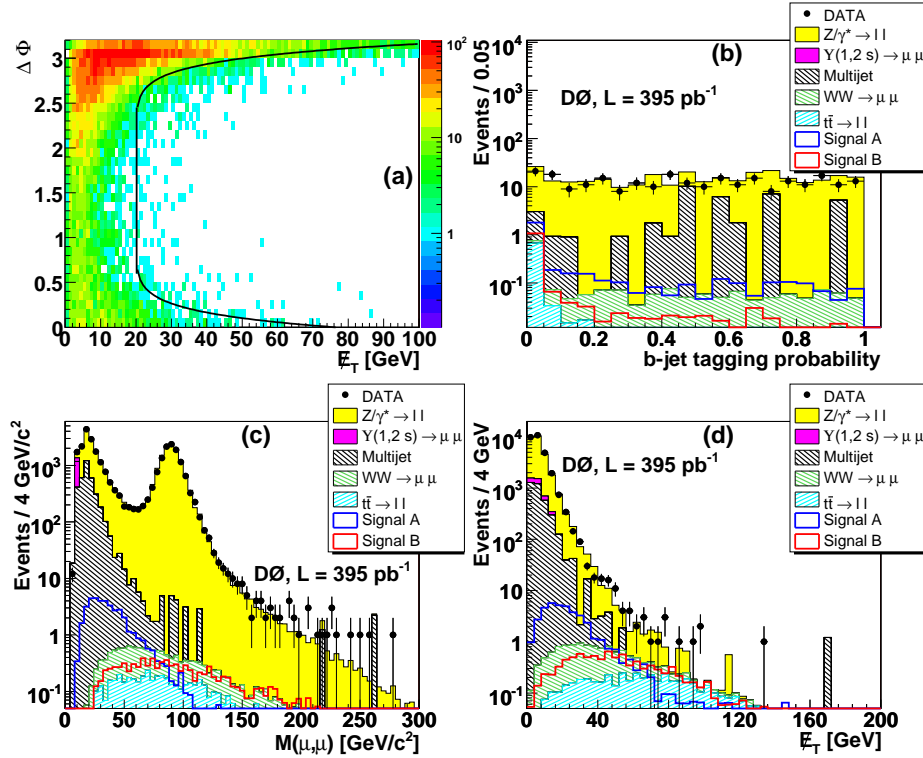 Δ Φ
3
2.5
2
1.5
1
0.5
0
0 10 20 30 40 50 60 70 80 90 100
E̸_T [GeV]
(a)
10²
10
1
Events / 0.05
10⁴
10³
10²
10
1
10⁻¹
0 0.2 0.4 0.6 0.8 1
b-jet tagging probability
(b)
DØ, L = 395 pb⁻¹
DATA
Z/γ* → l l
Υ(1,2 s) → μ μ
Multijet
WW → μ μ
tt̄ → l l
Signal A
Signal B
Events / 4 GeV/c²
10³
10²
10
1
10⁻¹
0 50 100 150 200 250 300
M(μ,μ) [GeV/c²]
(c)
DØ, L = 395 pb⁻¹
DATA
Z/γ* → l l
Υ(1,2 s) → μ μ
Multijet
WW → μ μ
tt̄ → l l
Signal A
Signal B
Events / 4 GeV
10⁴
10³
10²
10
1
10⁻¹
0 40 80 120 160 200
E̸_T [GeV]
(d)
DØ, L = 395 pb⁻¹
DATA
Z/γ* → l l
Υ(1,2 s) → μ μ
Multijet
WW → μ μ
tt̄ → l l
Signal A
Signal B